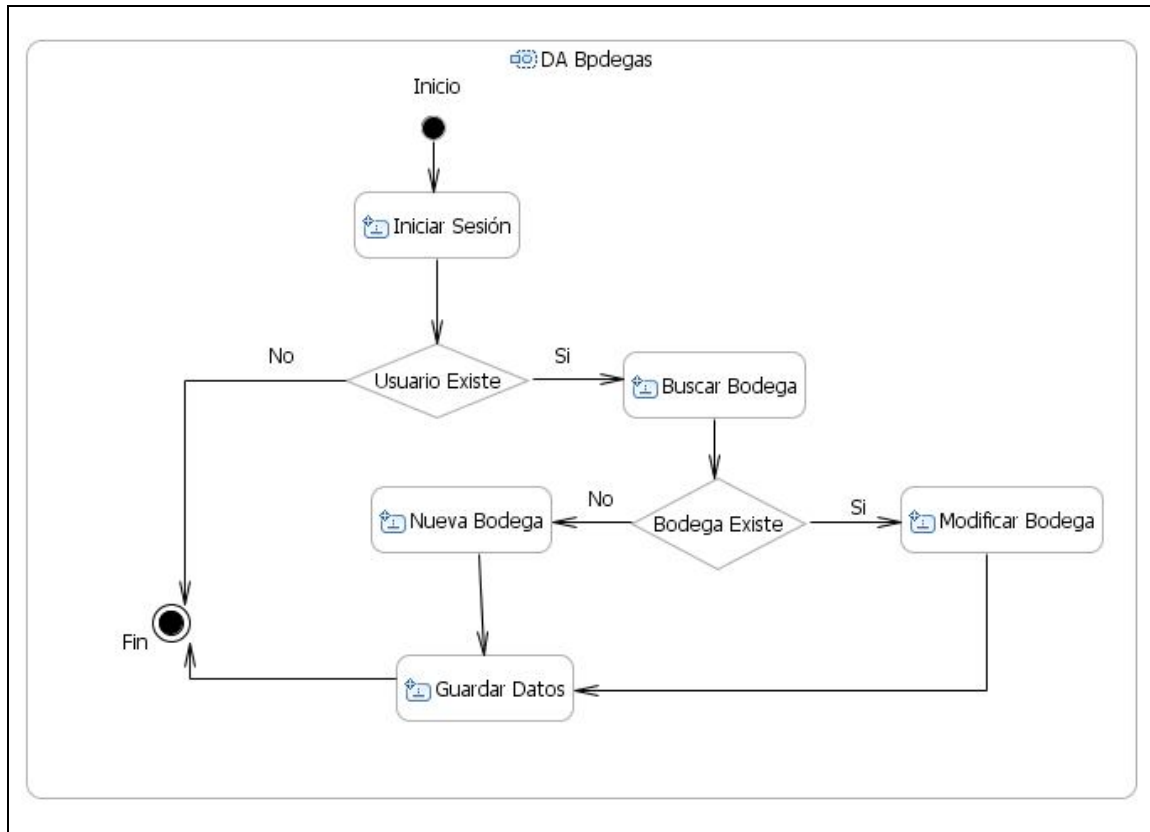 DA Bpdegas
Inicio
Iniciar Sesión
No
Usuario Existe
Si
Buscar Bodega
Nueva Bodega
No
Bodega Existe
Si
Modificar Bodega
Fin
Guardar Datos